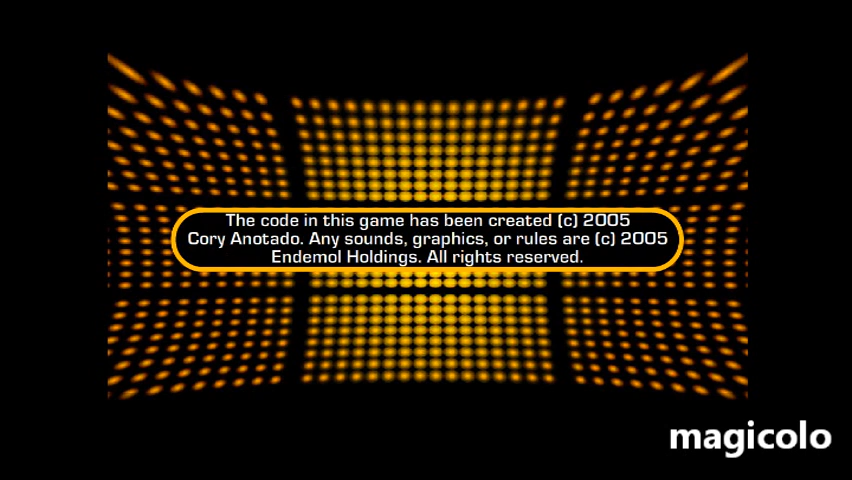 The code in this game has been created (c) 2005
Cory Anotado. Any sounds, graphics, or rules are (c) 2005
Endemol Holdings. All rights reserved.
magicolo